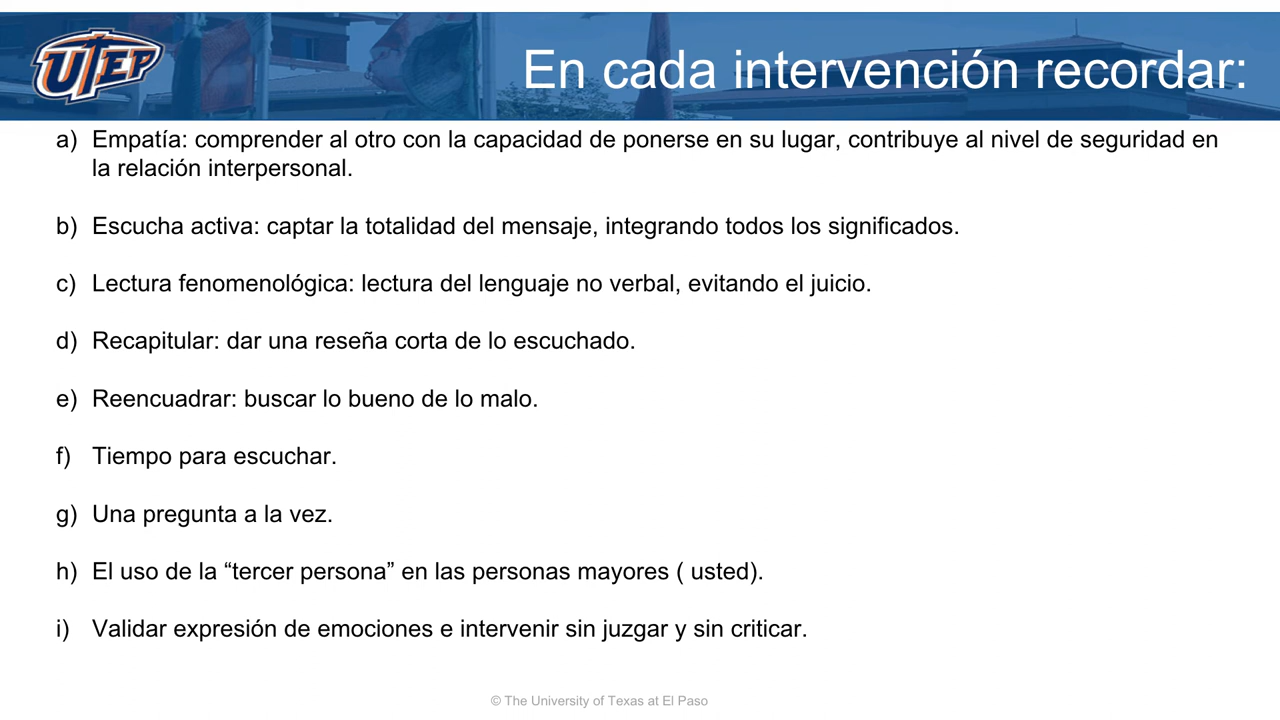 UTEP
En cada intervención recordar:
a) Empatía: comprender al otro con la capacidad de ponerse en su lugar, contribuye al nivel de seguridad en
la relación interpersonal.
b) Escucha activa: captar la totalidad del mensaje, integrando todos los significados.
c) Lectura fenomenológica: lectura del lenguaje no verbal, evitando el juicio.
d) Recapitular: dar una reseña corta de lo escuchado.
e) Reencuadrar: buscar lo bueno de lo malo.
f) Tiempo para escuchar.
g) Una pregunta a la vez.
h) El uso de la “tercer persona” en las personas mayores ( usted).
i) Validar expresión de emociones e intervenir sin juzgar y sin criticar.
© The University of Texas at El Paso